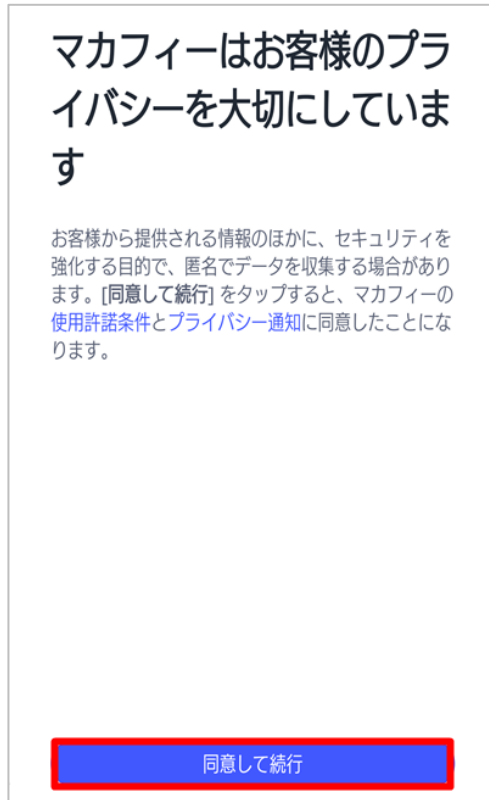 マカフィーはお客様のプラ
イバシーを大切にしていま
す
お客様から提供される情報のほかに、セキュリティを
強化する目的で、匿名でデータを収集する場合があり
ます。[同意して続行] をタップすると、マカフィーの
使用許諾条件とプライバシー通知に同意したことにな
ります。
同意して続行